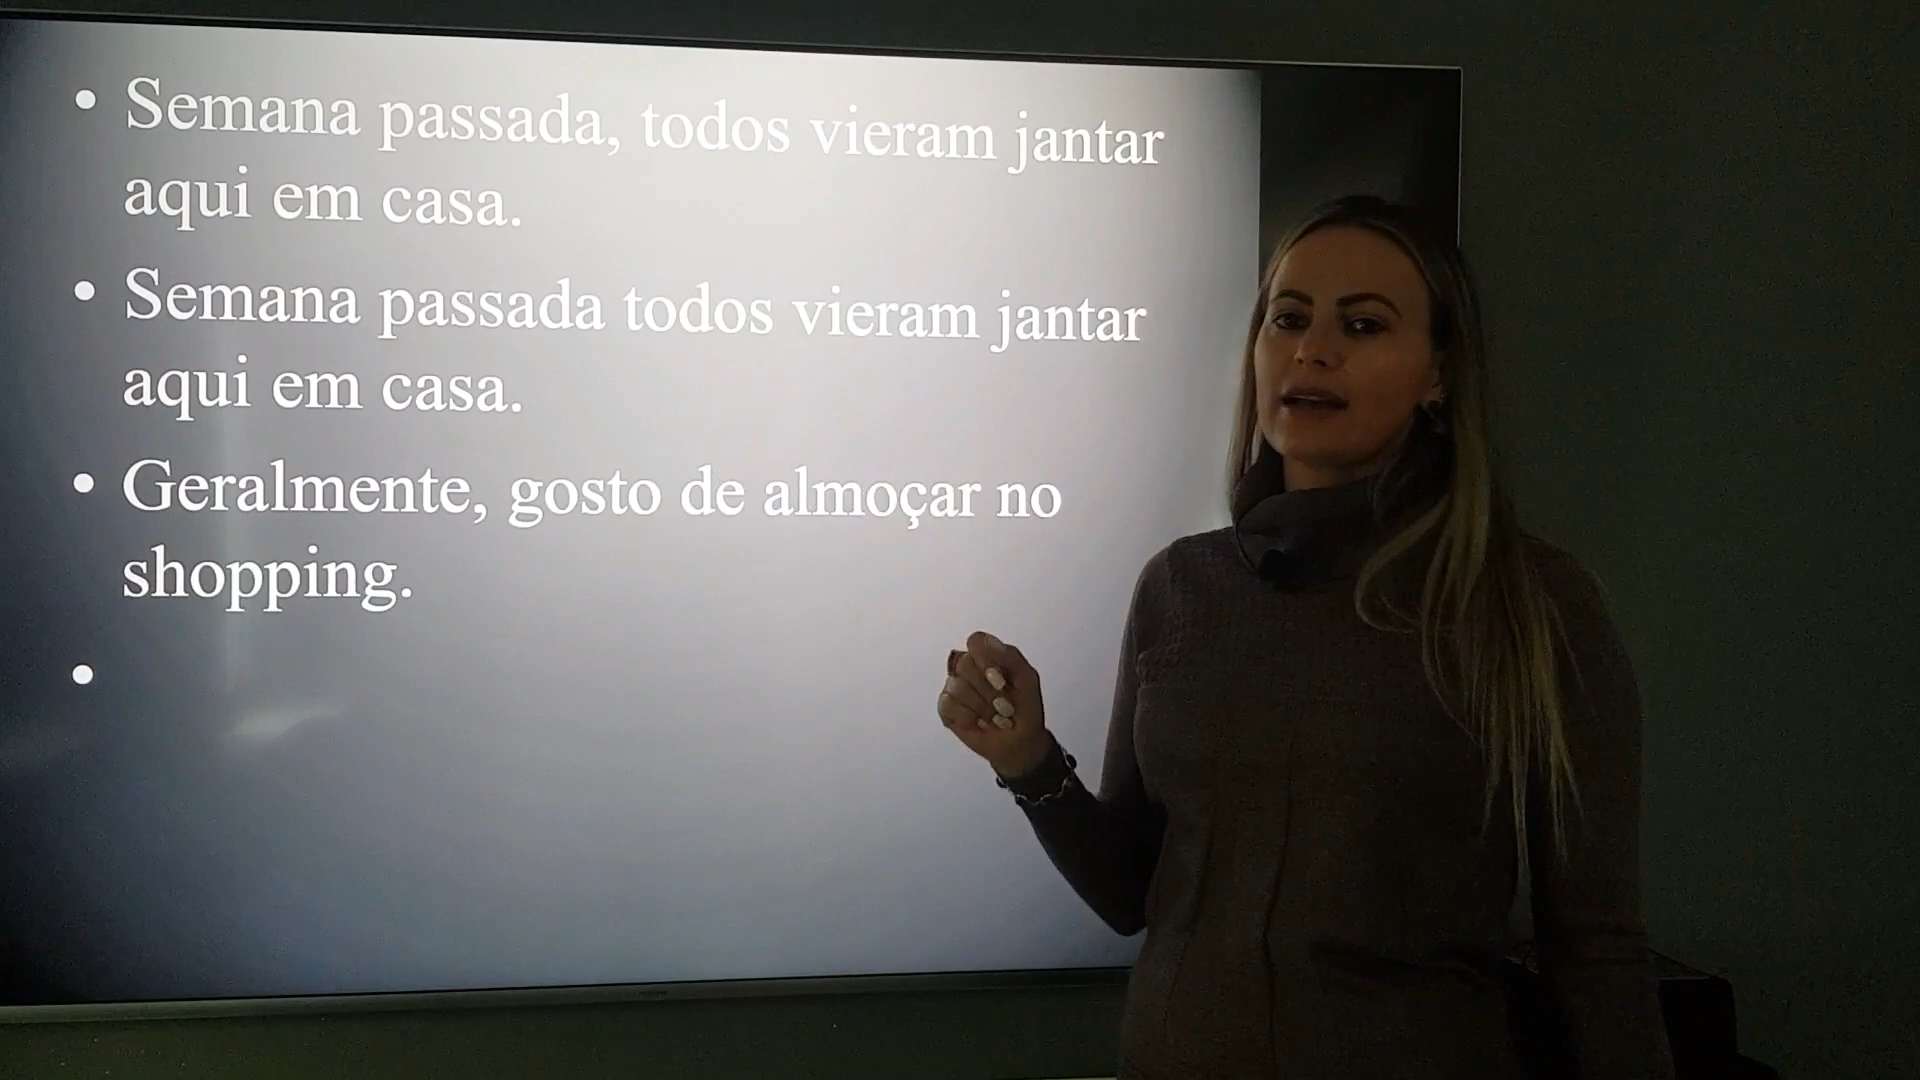 • Semana passada, todos vieram jantar
aqui em casa.
• Semana passada todos vieram jantar
aqui em casa.
• Geralmente, gosto de almoçar no
shopping.
•